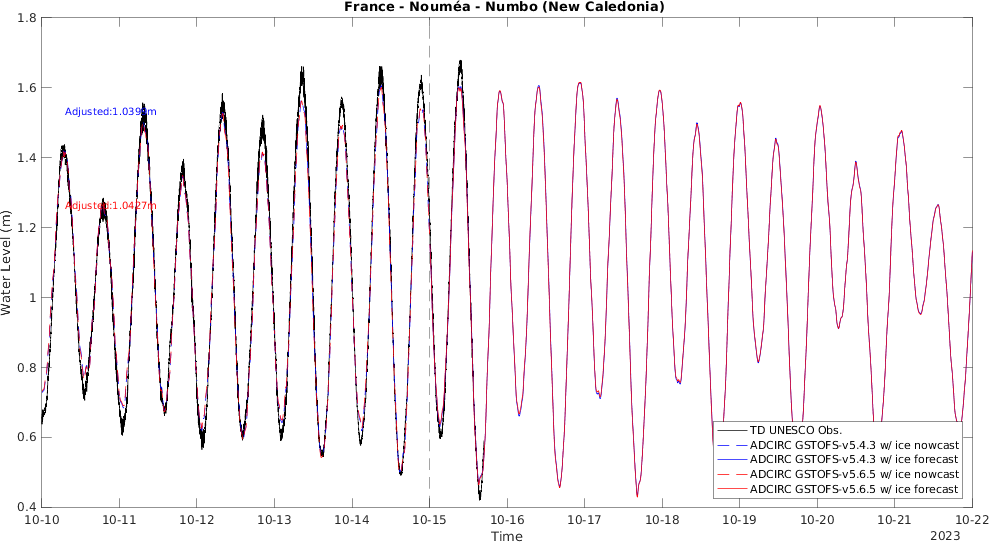 France - Nouméa - Numbo (New Caledonia)
1.8
1.6
1.4
1.2
1
0.8
0.6
0.4
Water Level (m)
Adjusted:1.0398m
Adjusted:1.0427m
TD UNESCO Obs.
ADCIRC GSTOFS-v5.4.3 w/ ice nowcast
ADCIRC GSTOFS-v5.4.3 w/ ice forecast
ADCIRC GSTOFS-v5.6.5 w/ ice nowcast
ADCIRC GSTOFS-v5.6.5 w/ ice forecast
10-10 10-11 10-12 10-13 10-14 10-15 10-16 10-17 10-18 10-19 10-20 10-21 10-22
Time
2023